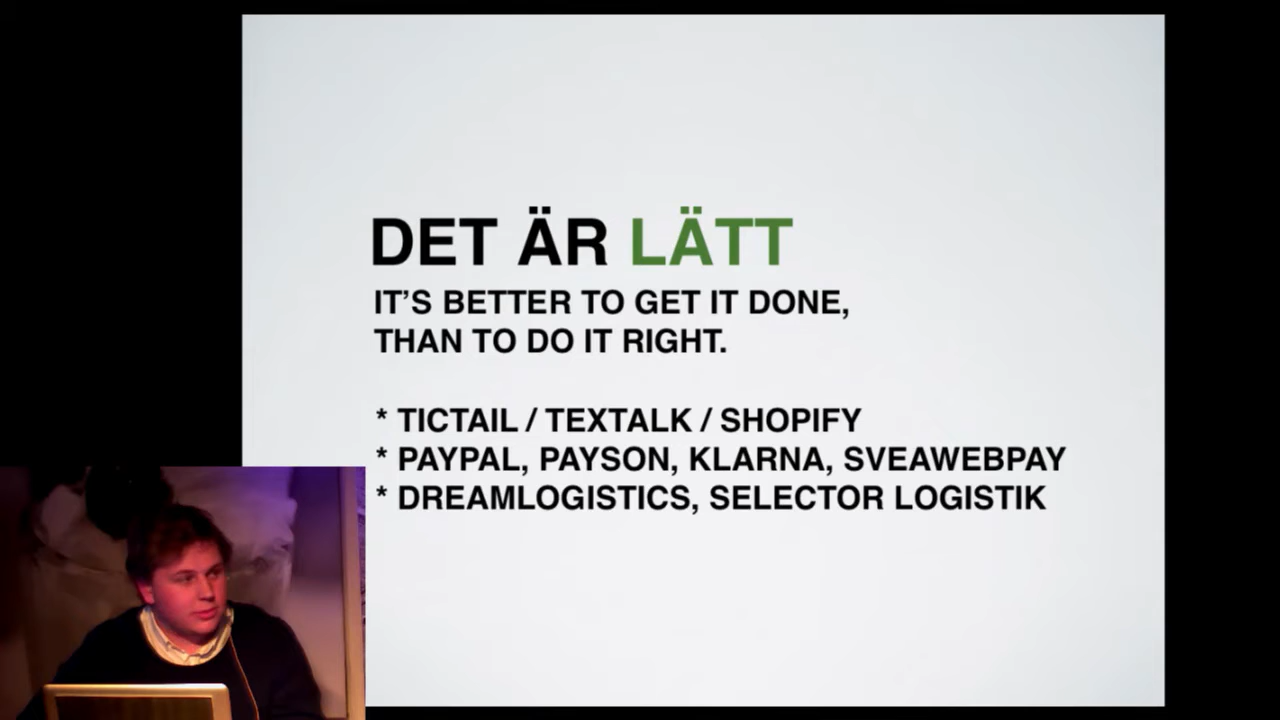 DET ÄR LÄTT
IT’S BETTER TO GET IT DONE,
THAN TO DO IT RIGHT.
* TICTAIL / TEXTALK / SHOPIFY
* PAYPAL, PAYSON, KLARNA, SVEAWEBPAY
* DREAMLOGISTICS, SELECTOR LOGISTIK